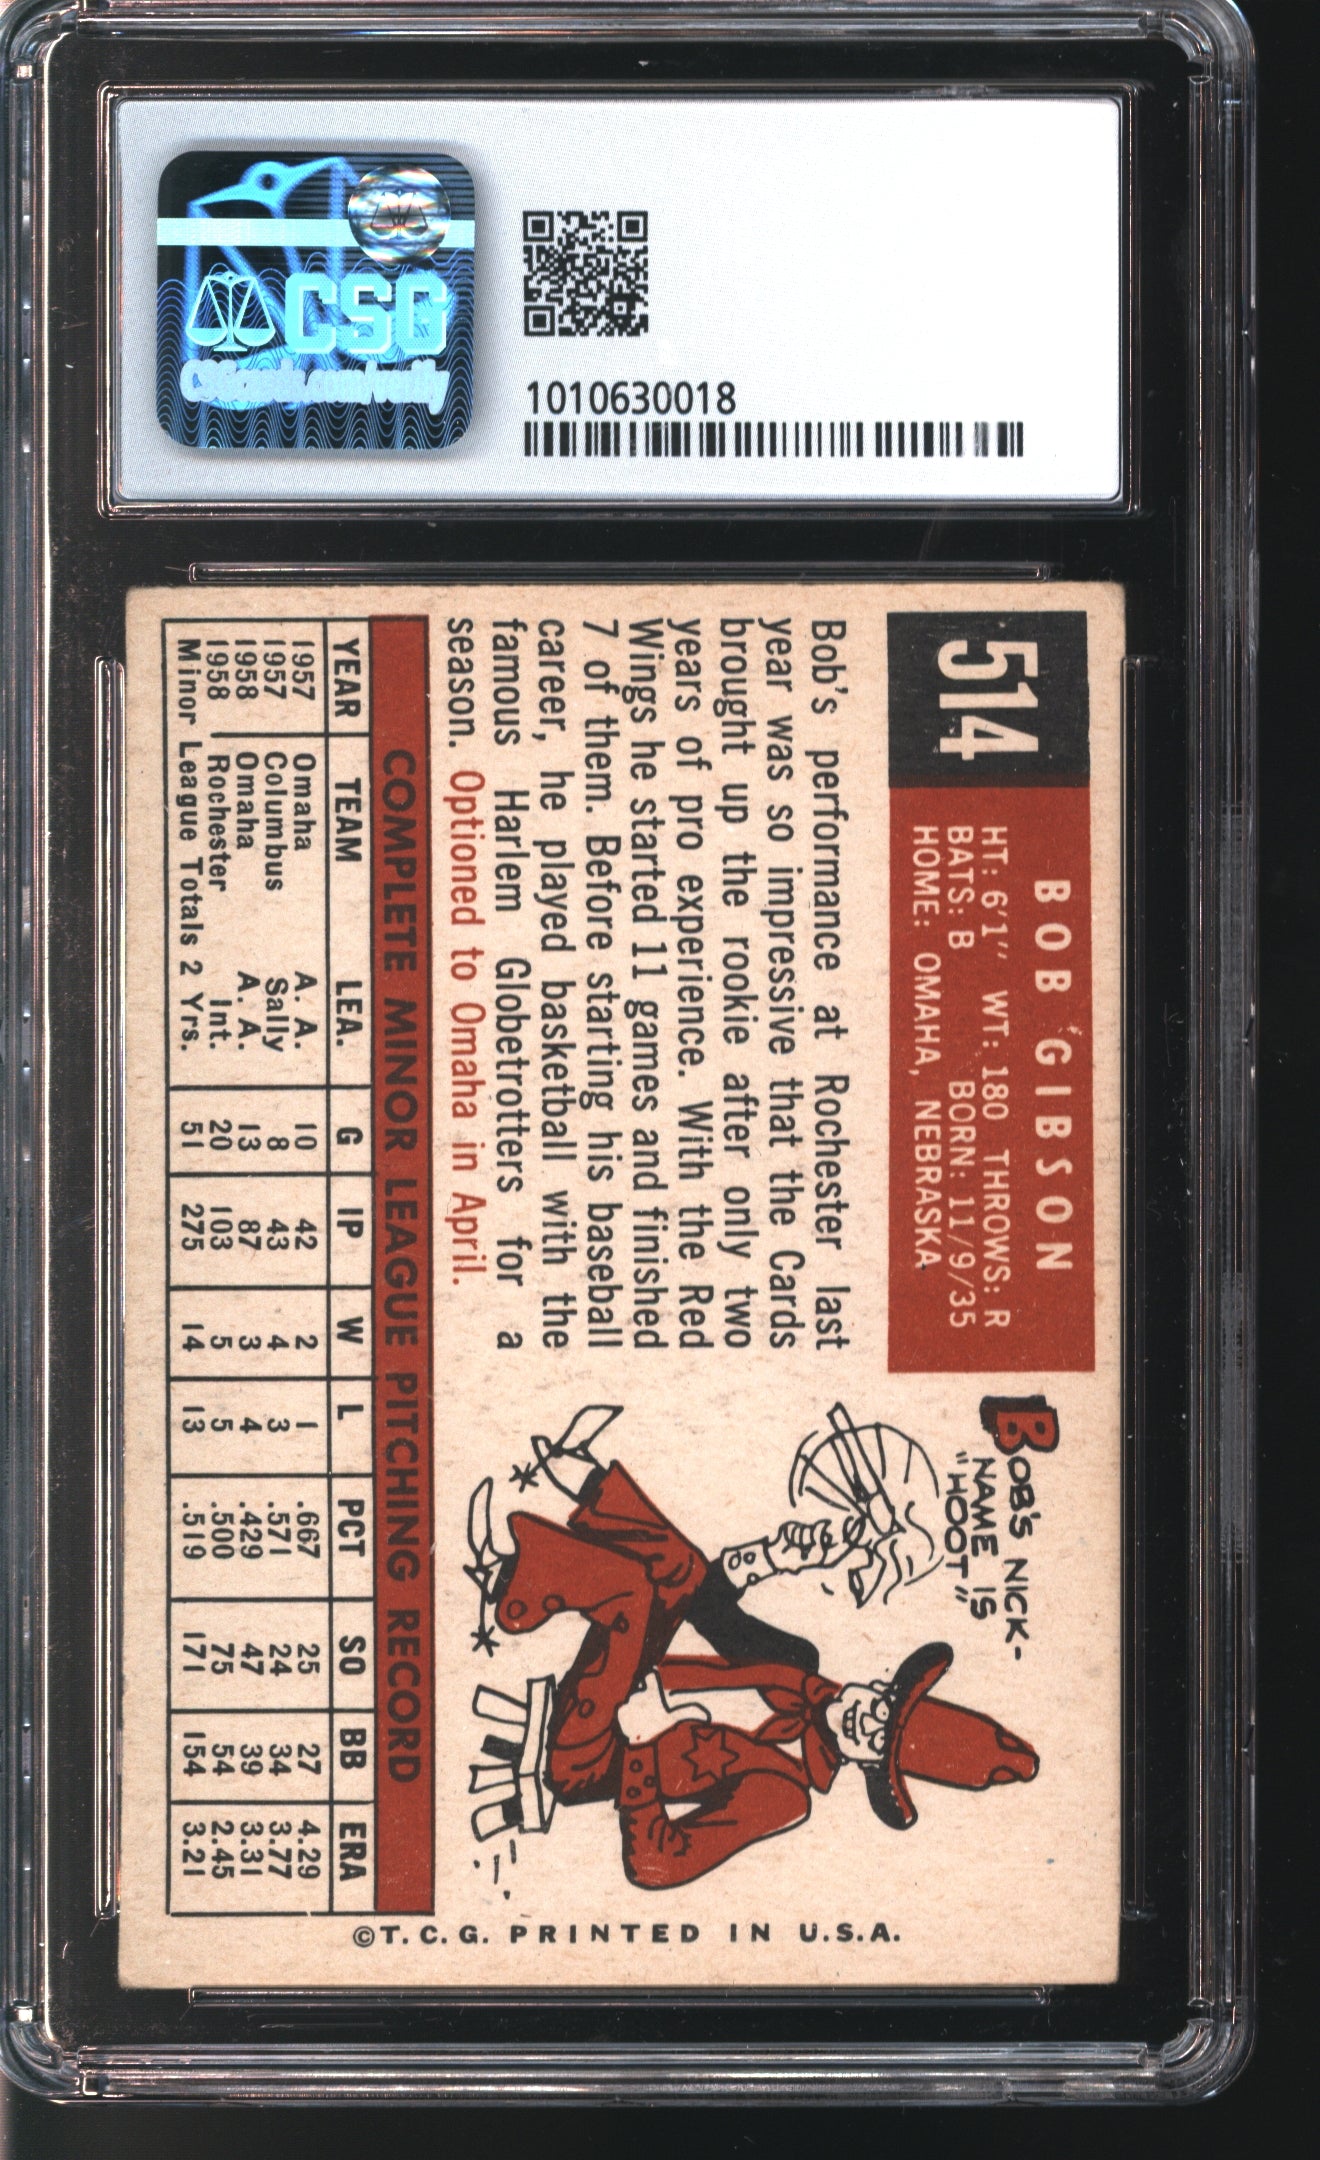 CSG
1010630018
514
BOB GIBSON
HT: 6'1" WT: 180 THROWS: R
BATS: B BORN: 11/9/35
HOME: OMAHA, NEBRASKA
BOB'S NICK-
NAME IS
"HOOT"
Bob's performance at Rochester last
year was so impressive that the Cards
brought up the rookie after only two
years of pro experience. With the Red
Wings he started 11 games and finished
7 of them. Before starting his baseball
career, he played basketball with the
famous Harlem Globetrotters for a
season. Optioned to Omaha in April.
COMPLETE MINOR LEAGUE PITCHING RECORD
YEAR TEAM LEA. G IP W L PCT SO BB ERA
1957 Omaha A. A. 10 42 2 1 .667 25 27 4.29
1957 Columbus Sally 8 43 4 3 .571 24 34 3.77
1958 Omaha A. A. 13 87 3 4 .429 47 39 3.31
1958 Rochester Int. 20 103 5 5 .500 75 54 2.45
Minor League Totals 2 Yrs. 51 275 14 13 .519 171 154 3.21
©T. C. G. PRINTED IN U.S.A.